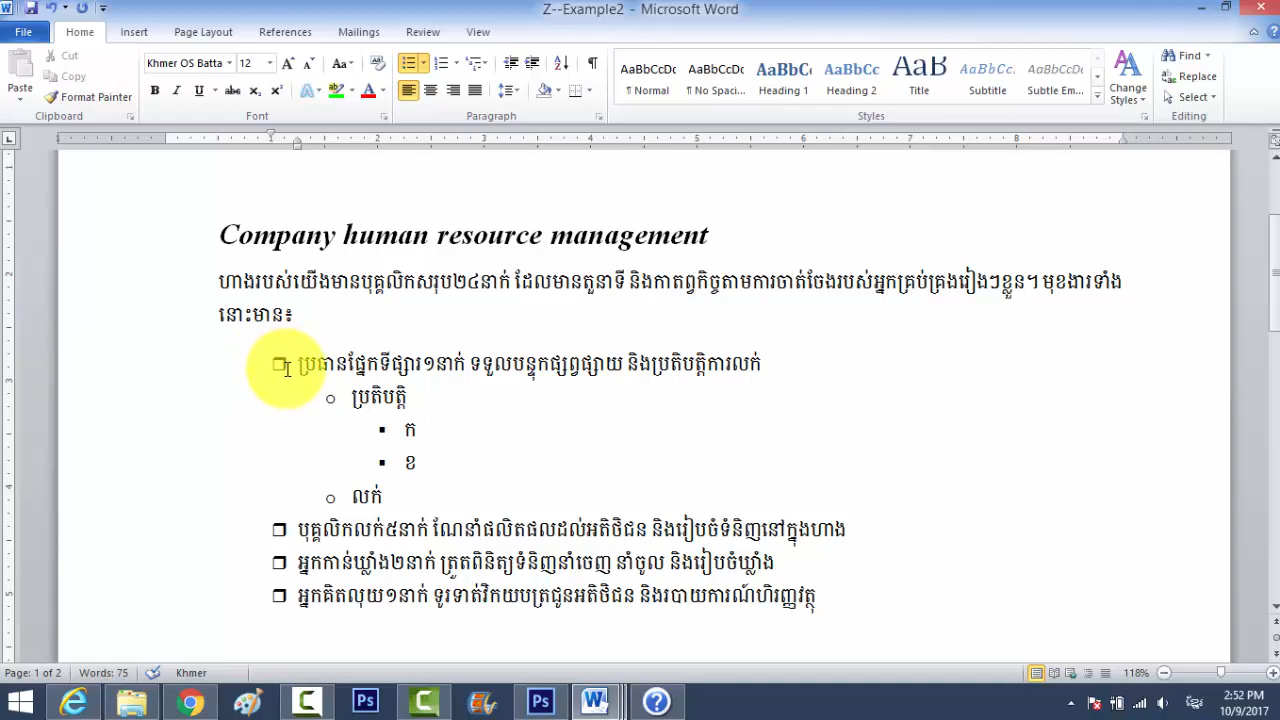 Z--Example2 - Microsoft Word
File Home Insert Page Layout References Mailings Review View
Cut
Copy
Format Painter
Paste
Clipboard
Khmer OS Batta 12
Font
Paragraph
AaBbCcDc AaBbCcDc AaBbC AaBbCc AaB AaBbCc. AaBbCcDc
¶ Normal ¶ No Spaci... Heading 1 Heading 2 Title Subtitle Subtle Em...
Styles
Change Styles
Find
Replace
Select
Editing
Company human resource management
ហាងរបស់យើងមានបុគ្គលិកសរុប២៤នាក់ ដែលមានតួនាទី និងកាតព្វកិច្ចតាមការចាត់ចែងរបស់អ្នកគ្រប់គ្រងរៀងៗខ្លួន។ មុខងារទាំង
នោះមាន៖
❒ ប្រធានផ្នែកទីផ្សារ១នាក់ ទទួលបន្ទុកផ្សព្វផ្សាយ និងប្រតិបត្តិការលក់
o ប្រតិបត្តិ
▪ ក
▪ ខ
o លក់
❒ បុគ្គលិកលក់៥នាក់ ណែនាំផលិតផលដល់អតិថិជន និងរៀបចំទំនិញនៅក្នុងហាង
❒ អ្នកកាន់ឃ្លាំង២នាក់ ត្រួតពិនិត្យទំនិញនាំចេញ នាំចូល និងរៀបចំឃ្លាំង
❒ អ្នកគិតលុយ១នាក់ ទូរទាត់វិកយបត្រជូនអតិថិជន និងរបាយការណ៍ហិរញ្ញវត្ថុ
Page: 1 of 2 Words: 75 Khmer 118%
2:52 PM
10/9/2017